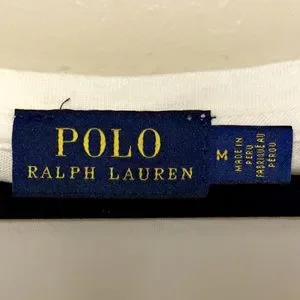 POLO
RALPH LAUREN
M
MADE IN
PERU
FABRIQUÉ AU
PÉROU